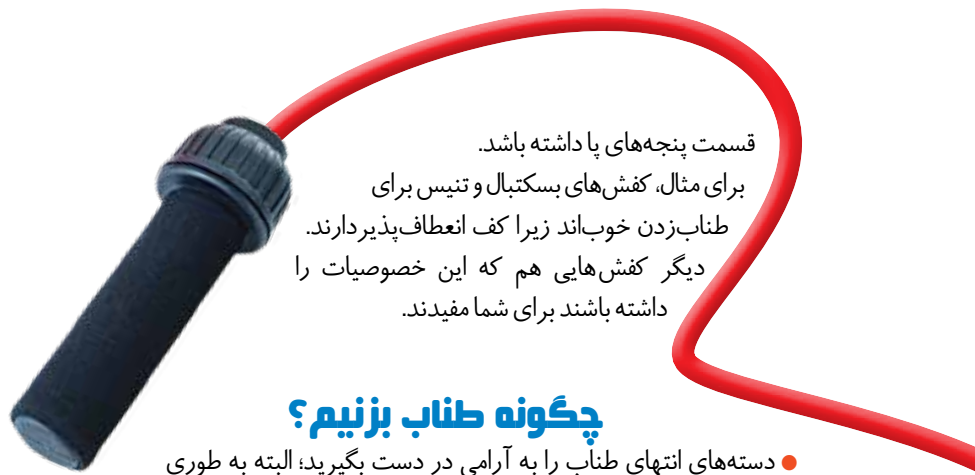 قسمت پنجه‌های پا داشته باشد.
برای مثال، کفش‌های بسکتبال و تنیس برای
طناب‌زدن خوب‌اند زیرا کف انعطاف‌پذیر دارند.
دیگر کفش‌هایی هم که این خصوصیات را
داشته باشند برای شما مفیدند.
چگونه طناب بزنیم؟
● دسته‌های انتهای طناب را به آرامی در دست بگیرید؛ البته به طوری